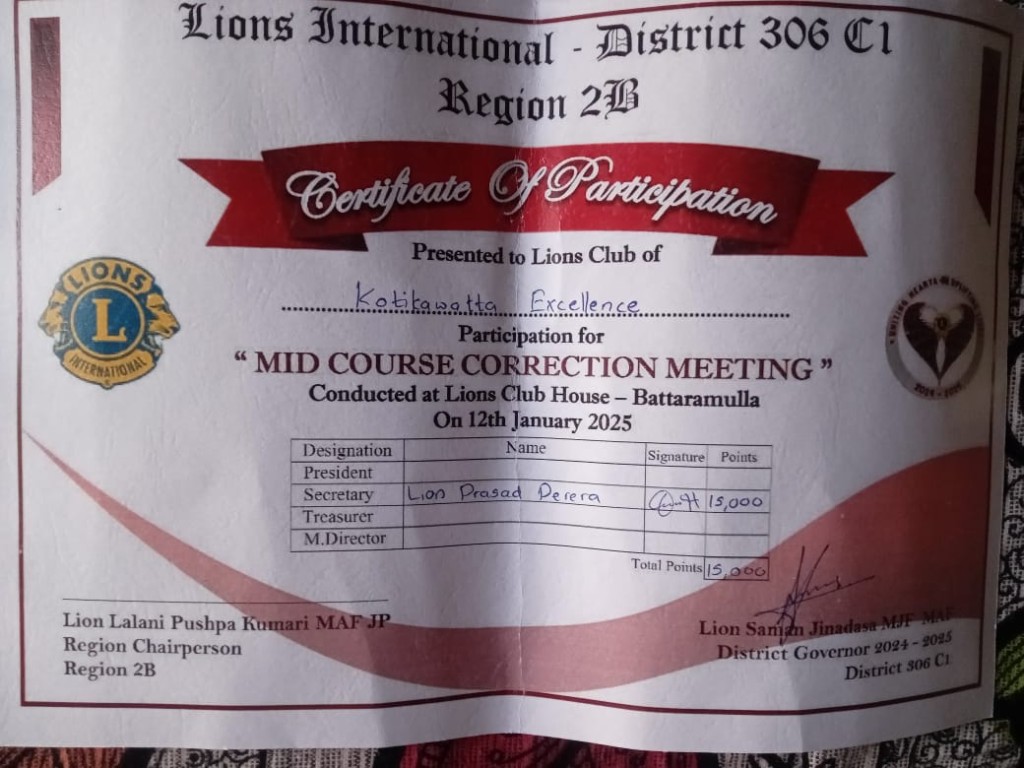 Lions International - District 306 C1
Region 2B
Certificate Of Participation
Presented to Lions Club of
Kotikawatta Excellence
Participation for
“ MID COURSE CORRECTION MEETING ”
Conducted at Lions Club House – Battaramulla
On 12th January 2025
LIONS
L
INTERNATIONAL
2024 - 2025
Designation Name Signature Points
President
Secretary Lion Prasad Perera 15,000
Treasurer
M.Director
Total Points 15,000
Lion Lalani Pushpa Kumari MAF JP
Region Chairperson
Region 2B
Lion Saman Jinadasa MJF MAF
District Governor 2024 - 2025
District 306 C1